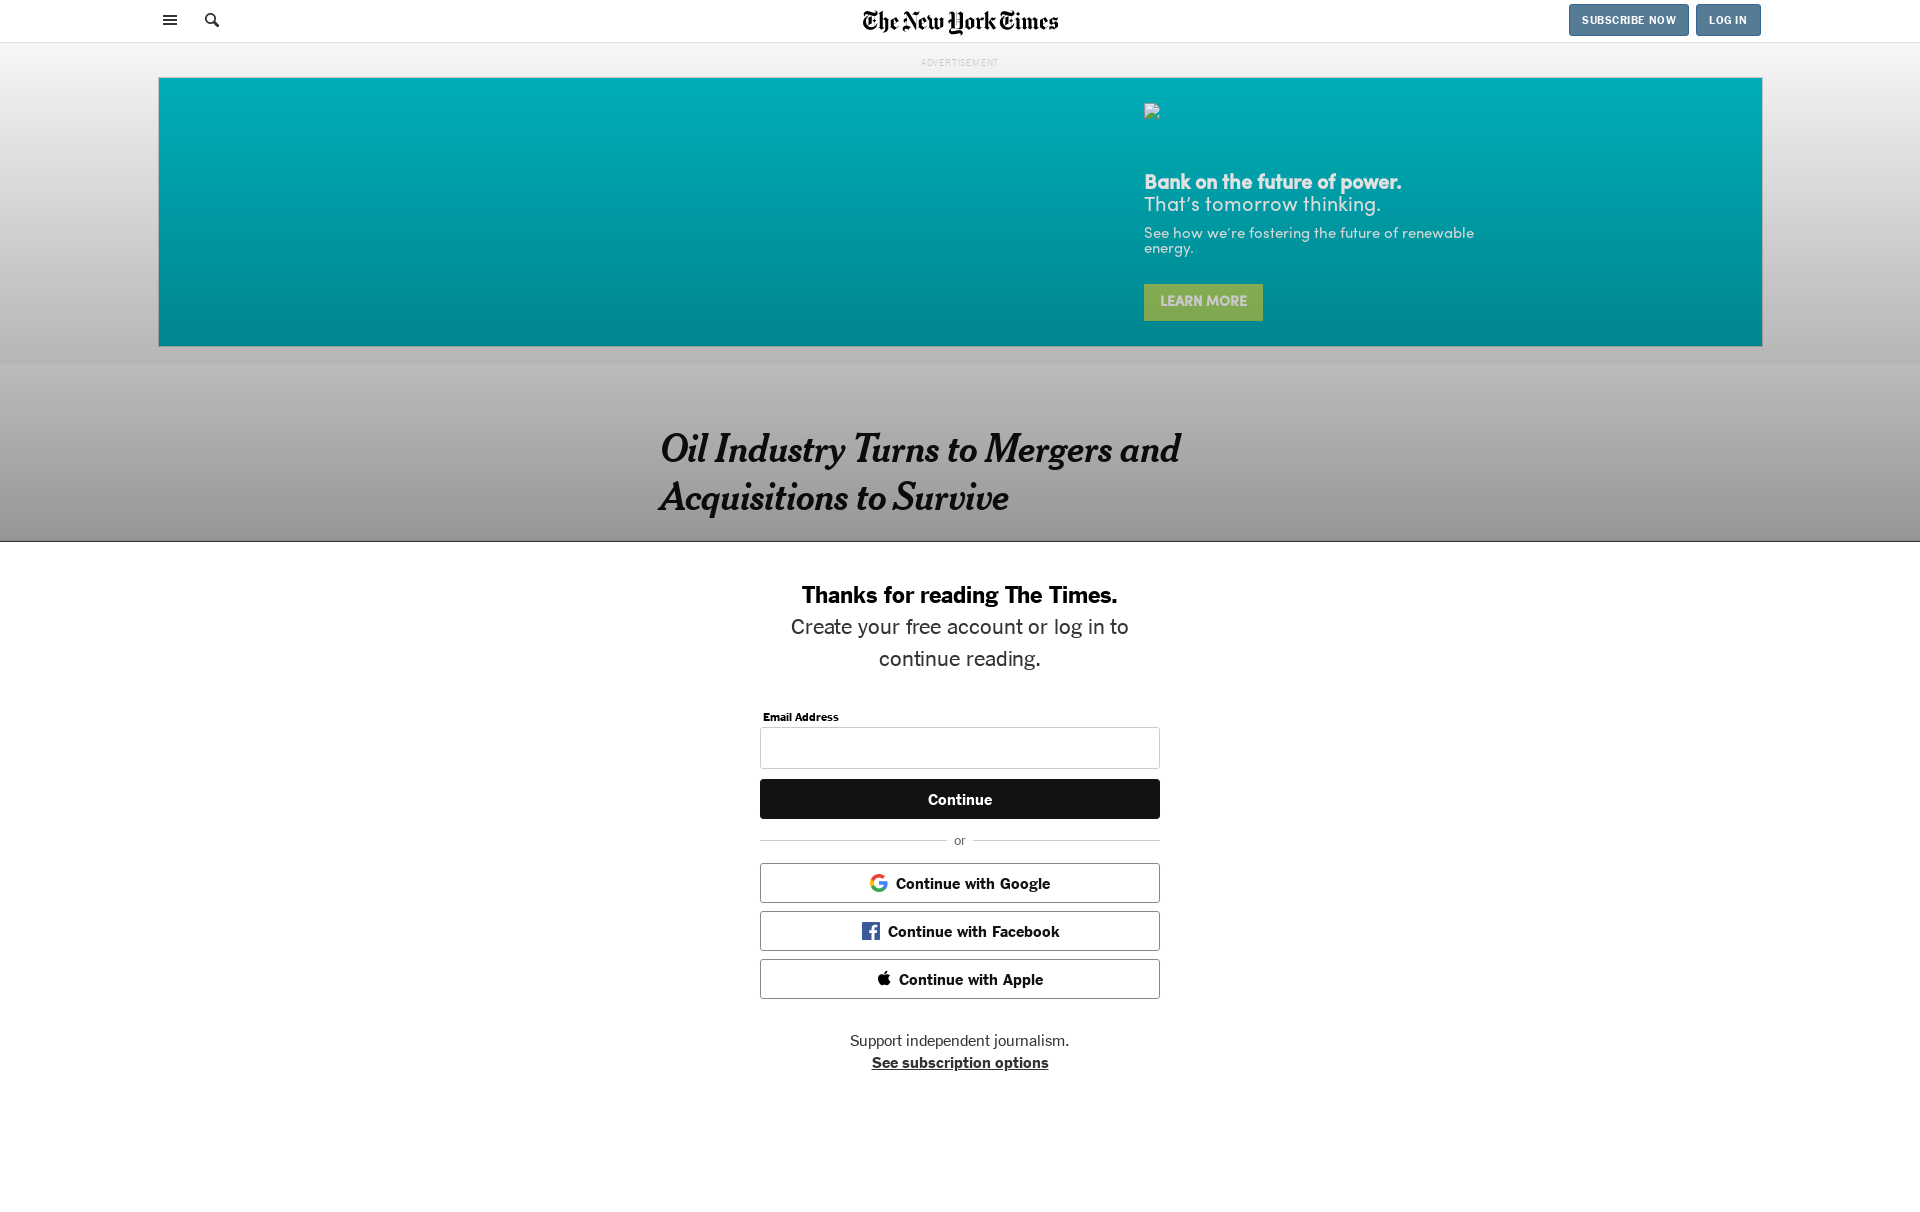 The New York Times
SUBSCRIBE NOW
LOG IN
ADVERTISEMENT
Bank on the future of power.
That's tomorrow thinking.
See how we're fostering the future of renewable
energy.
LEARN MORE
Oil Industry Turns to Mergers and
Acquisitions to Survive
Thanks for reading The Times.
Create your free account or log in to
continue reading.
Email Address
Continue
or
Continue with Google
Continue with Facebook
Continue with Apple
Support independent journalism.
See subscription options